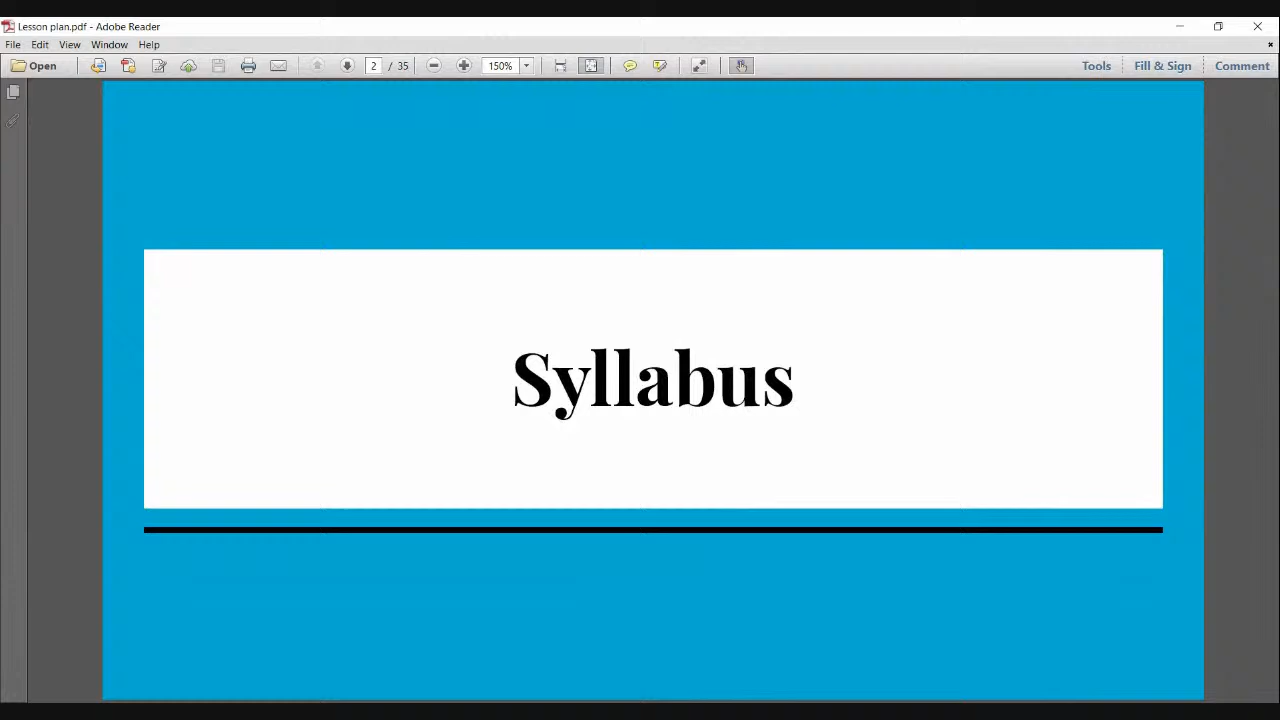 Lesson plan.pdf - Adobe Reader
File Edit View Window Help
Open 2 / 35 150% Tools Fill & Sign Comment
Syllabus